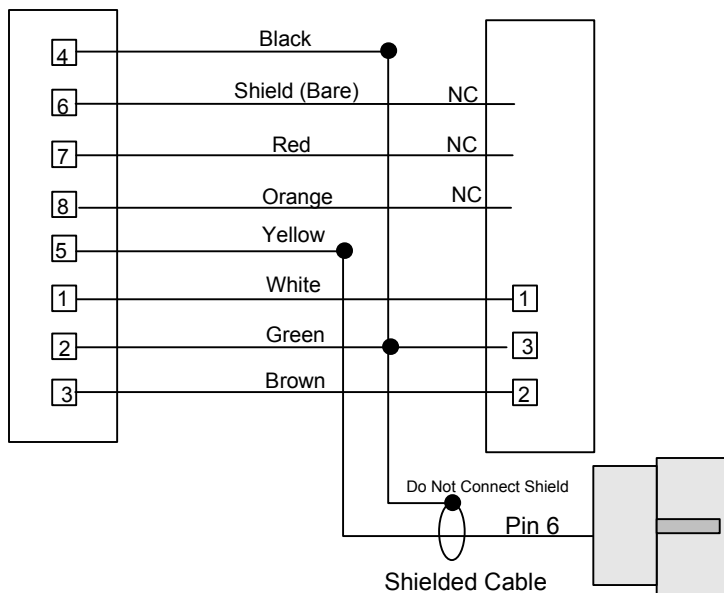 4 Black
6 Shield (Bare) NC
7 Red NC
8 Orange NC
5 Yellow
1 White 1
2 Green 3
3 Brown 2
Do Not Connect Shield
Pin 6
Shielded Cable